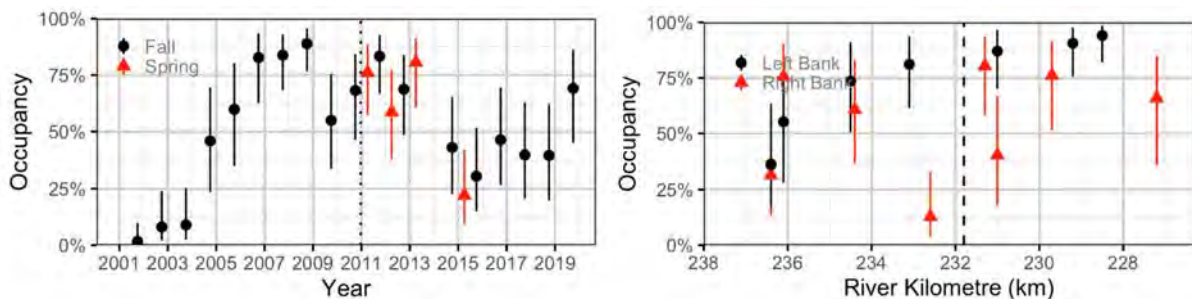 100%
75%
50%
25%
0%
Occupancy
Fall
Spring
2001 2003 2005 2007 2009 2011 2013 2015 2017 2019
Year
100%
75%
50%
25%
0%
Occupancy
Left Bank
Right Bank
238 236 234 232 230 228
River Kilometre (km)